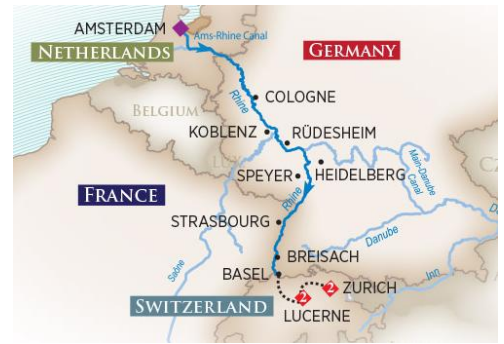 AMSTERDAM
Ams-Rhine Canal
NETHERLANDS
GERMANY
Rhine
COLOGNE
BELGIUM
KOBLENZ
RÜDESHEIM
LUX
SPEYER
HEIDELBERG
Main-Danube
Canal
FRANCE
Rhine
STRASBOURG
Danube
Saône
BREISACH
BASEL
Inn
2
2
ZURICH
SWITZERLAND
LUCERNE